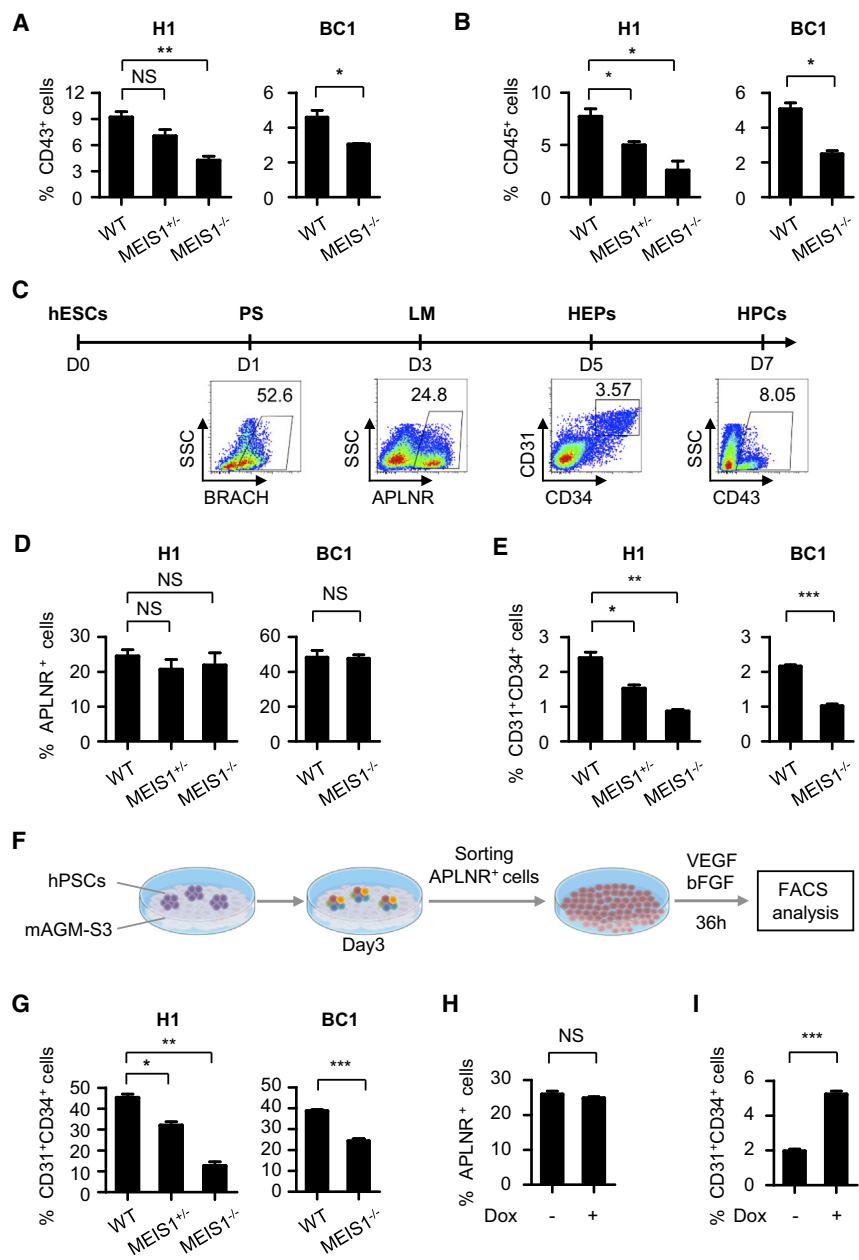 A
H1
BC1
**
NS
*
% CD43⁺ cells
12
9
6
3
0
WT
MEIS1⁺/⁻
MEIS1⁻/⁻
6
4
2
0
WT
MEIS1⁻/⁻
B
H1
BC1
*
*
*
% CD45⁺ cells
10
5
0
WT
MEIS1⁺/⁻
MEIS1⁻/⁻
6
4
2
0
WT
MEIS1⁻/⁻
C
hESCs PS LM HEPs HPCs
D0 D1 D3 D5 D7
52.6
SSC
BRACH
24.8
SSC
APLNR
3.57
CD31
CD34
8.05
SSC
CD43
D
H1
BC1
NS
NS
NS
% APLNR⁺ cells
30
20
10
0
WT
MEIS1⁺/⁻
MEIS1⁻/⁻
60
40
20
0
WT
MEIS1⁻/⁻
E
H1
BC1
**
*
***
% CD31⁺CD34⁺ cells
3
2
1
0
WT
MEIS1⁺/⁻
MEIS1⁻/⁻
3
2
1
0
WT
MEIS1⁻/⁻
F
hPSCs
mAGM-S3
Day3
Sorting
APLNR⁺ cells
VEGF
bFGF
36h
FACS
analysis
G
H1
BC1
**
*
***
% CD31⁺CD34⁺ cells
50
40
30
20
10
0
WT
MEIS1⁺/⁻
MEIS1⁻/⁻
50
40
30
20
10
0
WT
MEIS1⁻/⁻
H
NS
% APLNR⁺ cells
30
20
10
0
Dox - +
I
***
% CD31⁺CD34⁺ cells
6
4
2
0
Dox - +